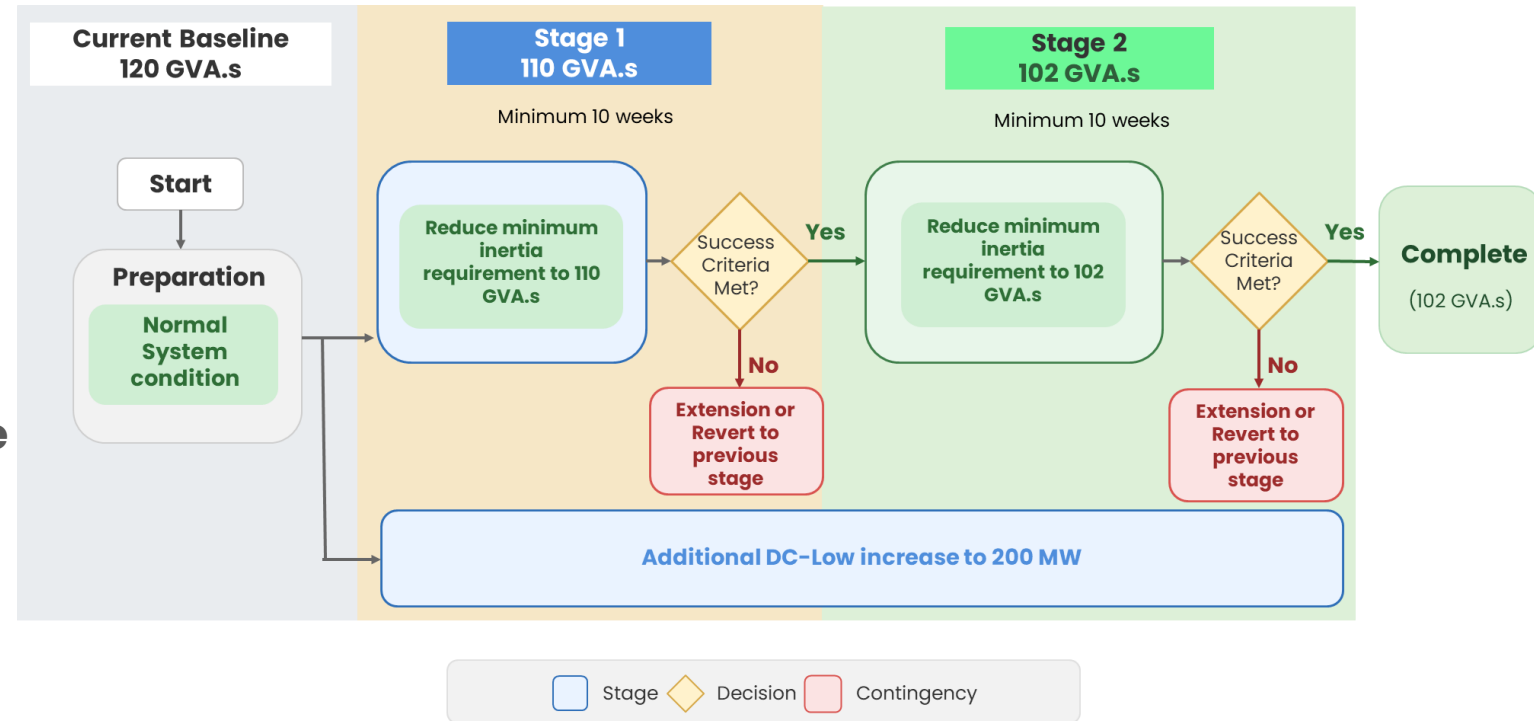 Current Baseline
120 GVA.s
Stage 1
110 GVA.s
Stage 2
102 GVA.s
Minimum 10 weeks
Minimum 10 weeks
Start
Preparation
Normal
System
condition
Reduce minimum
inertia
requirement to 110
GVA.s
Success
Criteria
Met?
Yes
No
Extension or
Revert to
previous
stage
Reduce minimum
inertia
requirement to 102
GVA.s
Success
Criteria
Met?
Yes
No
Extension or
Revert to
previous
stage
Complete
(102 GVA.s)
Additional DC-Low increase to 200 MW
Stage
Decision
Contingency